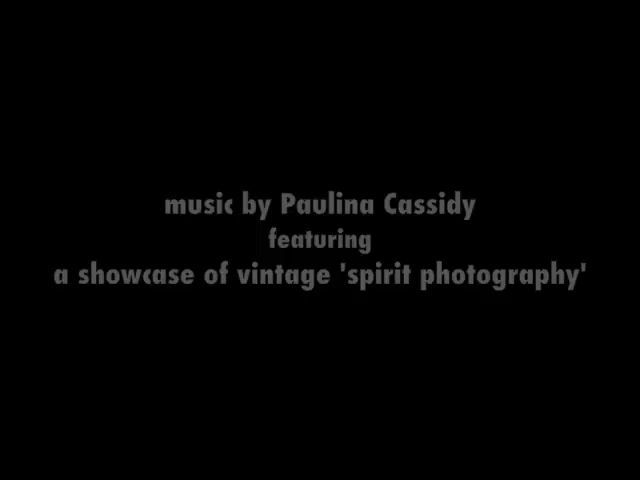 music by Paulina Cassidy
featuring
a showcase of vintage 'spirit photography'